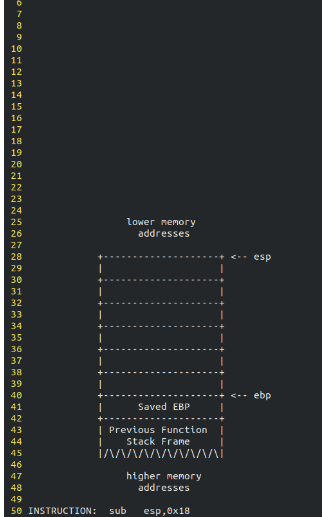 6
7
8
9
10
11
12
13
14
15
16
17
18
19
20
21
22
23
24
25 lower memory
26 addresses
27
28 +--------------------+ <-- esp
29 | |
30 +--------------------+
31 | |
32 +--------------------+
33 | |
34 +--------------------+
35 | |
36 +--------------------+
37 | |
38 +--------------------+
39 | |
40 +--------------------+ <-- ebp
41 | Saved EBP |
42 +--------------------+
43 | Previous Function |
44 | Stack Frame |
45 |/\/\/\/\/\/\/\/\/\/\|
46
47 higher memory
48 addresses
49
50 INSTRUCTION: sub esp,0x18